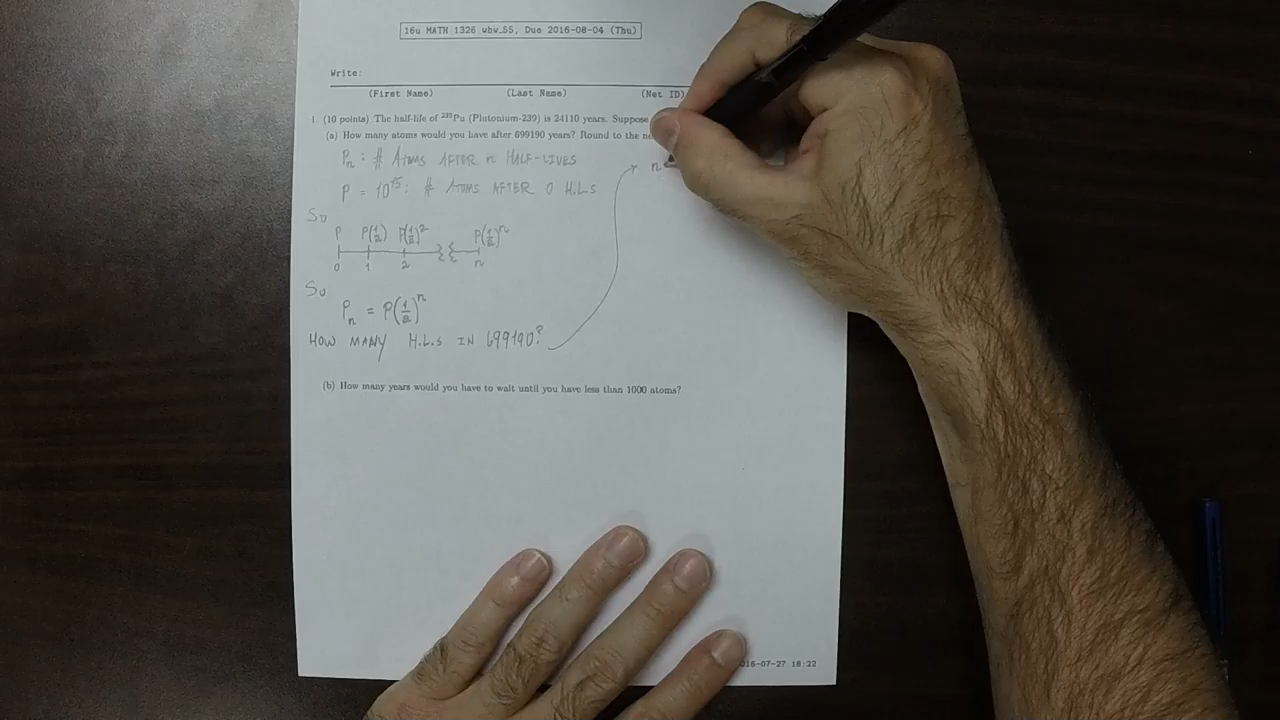 16u MATH 1326 wbw_55, Due 2016-08-04 (Thu)
Write:
(First Name) (Last Name) (Net ID)
1. (10 points) The half-life of ²³⁹Pu (Plutonium-239) is 24110 years. Suppose
(a) How many atoms would you have after 699190 years? Round to the
Pₙ : # ATOMS AFTER n HALF-LIVES
P = 10¹⁵ : # ATOMS AFTER 0 H.L.s
n
So
P P(1/2) P(1/2)² P(1/2)ⁿ
0 1 2 n
So
Pₙ = P(1/2)ⁿ
HOW MANY H.L.s IN 699190?
(b) How many years would you have to wait until you have less than 1000 atoms?
16-07-27 18:22